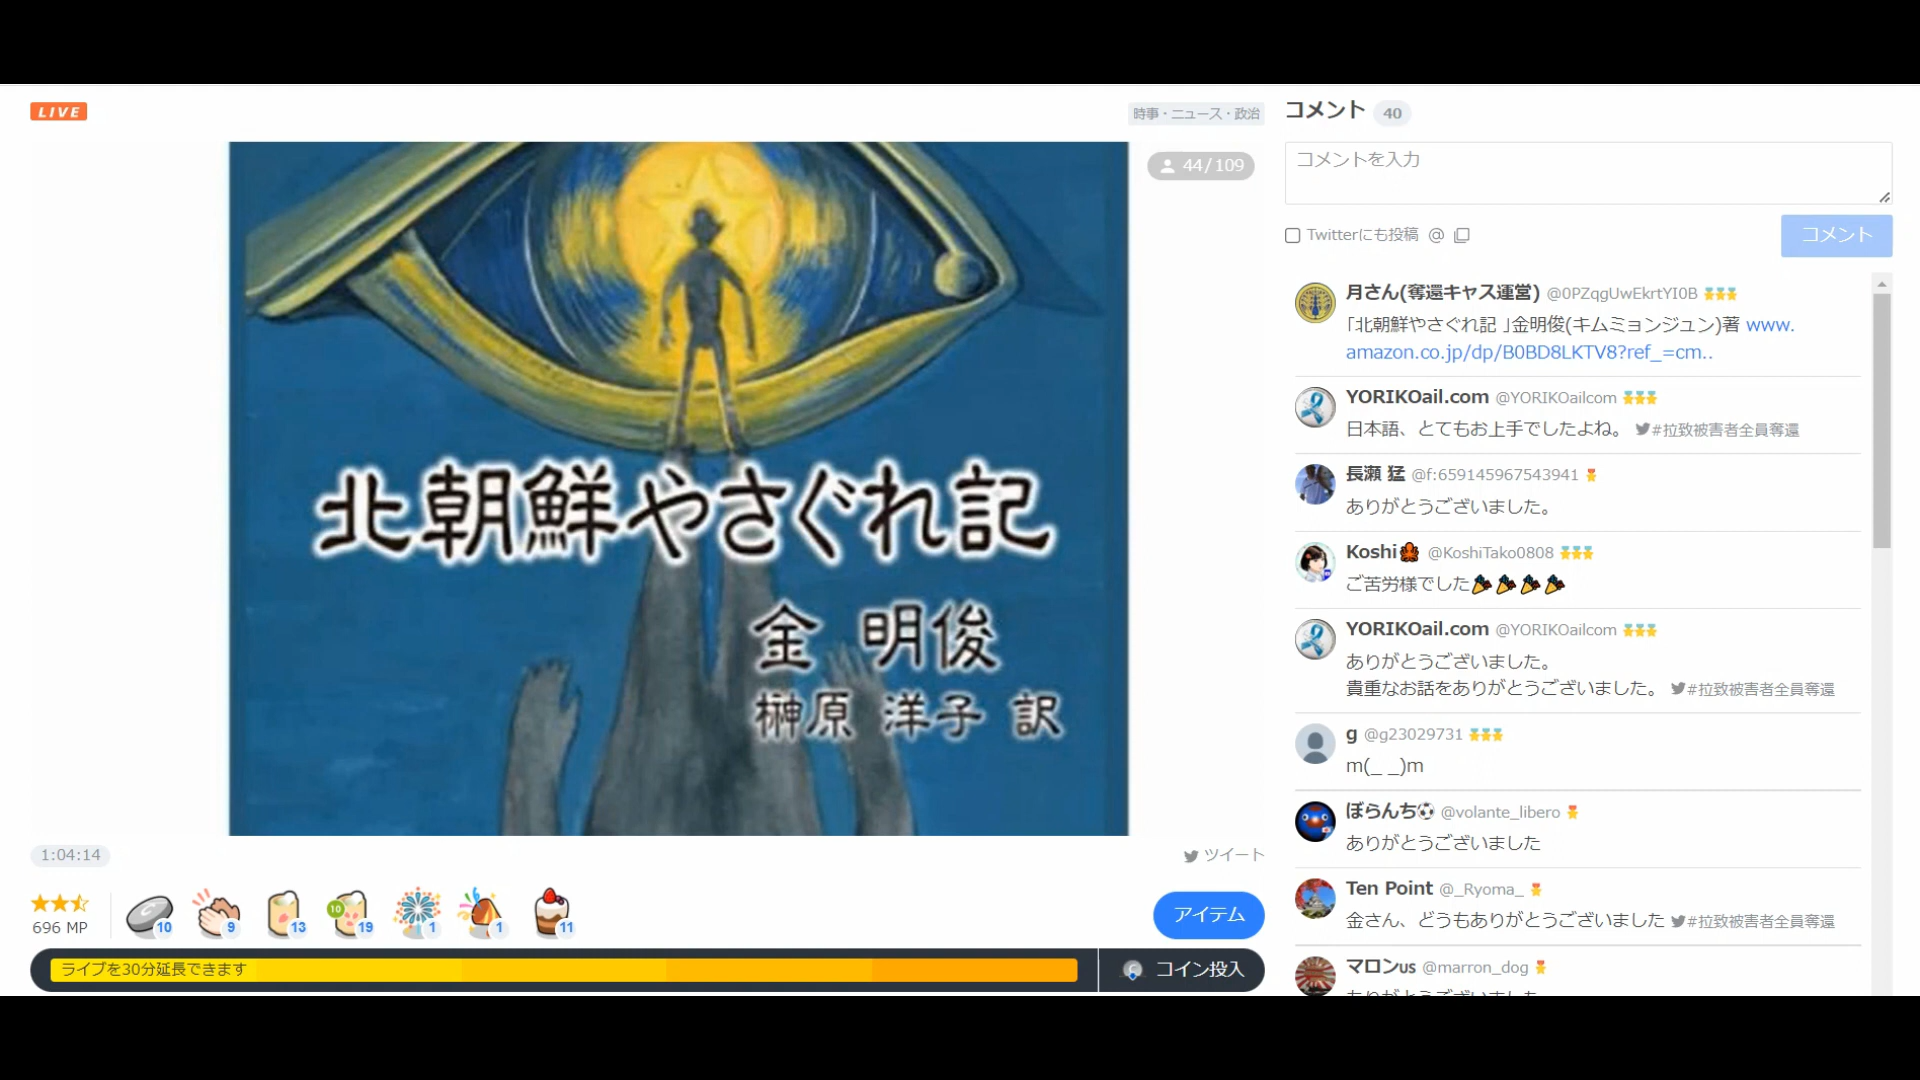 LIVE
時事・ニュース・政治
44/109
北朝鮮やさぐれ記
金 明俊
榊原 洋子 訳
1:04:14
ツイート
696 MP
10
9
13
10
19
1
1
11
アイテム
ライブを30分延長できます
コイン投入
コメント 40
コメントを入力
Twitterにも投稿 @
コメント
月さん(奪還キャス運営) @0PZqgUwEkrtYI0B
「北朝鮮やさぐれ記 」金明俊(キムミョンジュン)著 www.
amazon.co.jp/dp/B0BD8LKTV8?ref_=cm..
YORIKOail.com @YORIKOailcom
日本語、とてもお上手でしたよね。 #拉致被害者全員奪還
長瀬 猛 @f:659145967543941
ありがとうございました。
Koshi @KoshiTako0808
ご苦労様でした
YORIKOail.com @YORIKOailcom
ありがとうございました。
貴重なお話をありがとうございました。 #拉致被害者全員奪還
g @g23029731
m(_ _)m
ぼらんち @volante_libero
ありがとうございました
Ten Point @_Ryoma_
金さん、どうもありがとうございました #拉致被害者全員奪還
マロンus @marron_dog